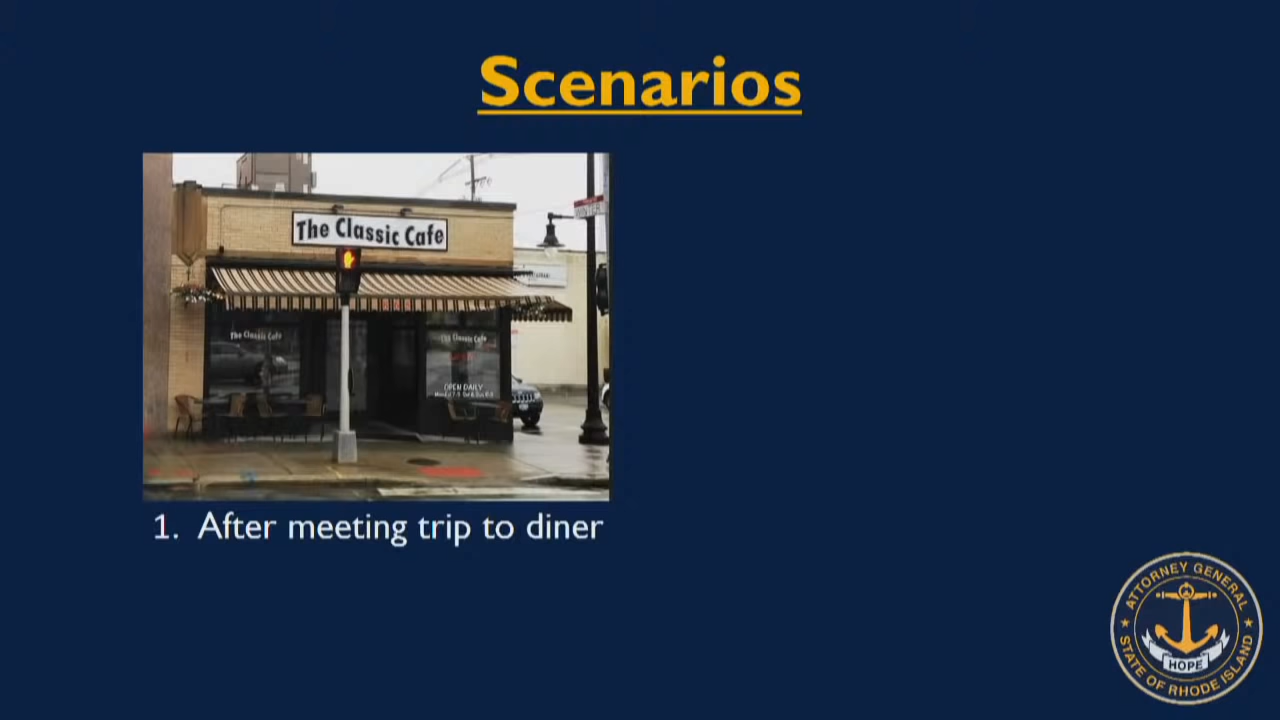 Scenarios
The Classic Cafe
The Classic Cafe
The Classic Cafe
OPEN DAILY
1. After meeting trip to diner
ATTORNEY GENERAL
HOPE
STATE OF RHODE ISLAND